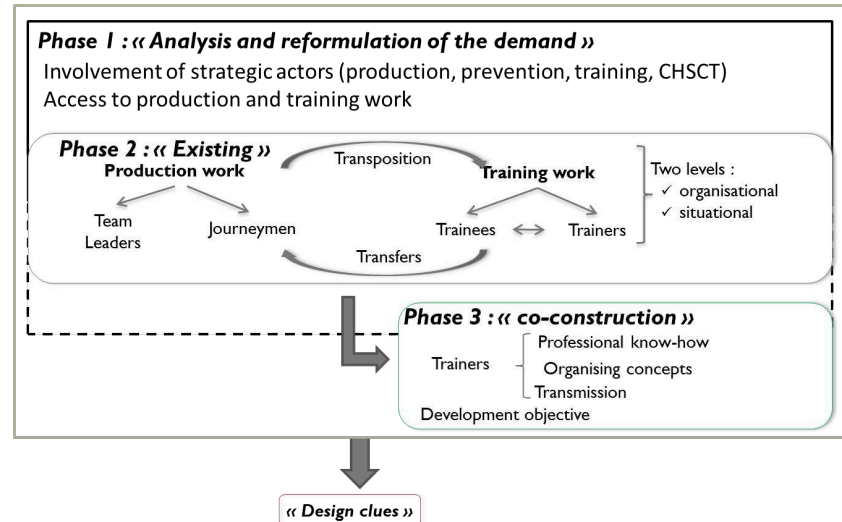 Phase 1 : « Analysis and reformulation of the demand »
Involvement of strategic actors (production, prevention, training, CHSCT)
Access to production and training work
Phase 2 : « Existing »
Production work
Transposition
Training work
Team
Leaders
Journeymen
Trainees
Trainers
Transfers
Two levels :
✓ organisational
✓ situational
Phase 3 : « co-construction »
Trainers
Professional know-how
Organising concepts
Transmission
Development objective
« Design clues »